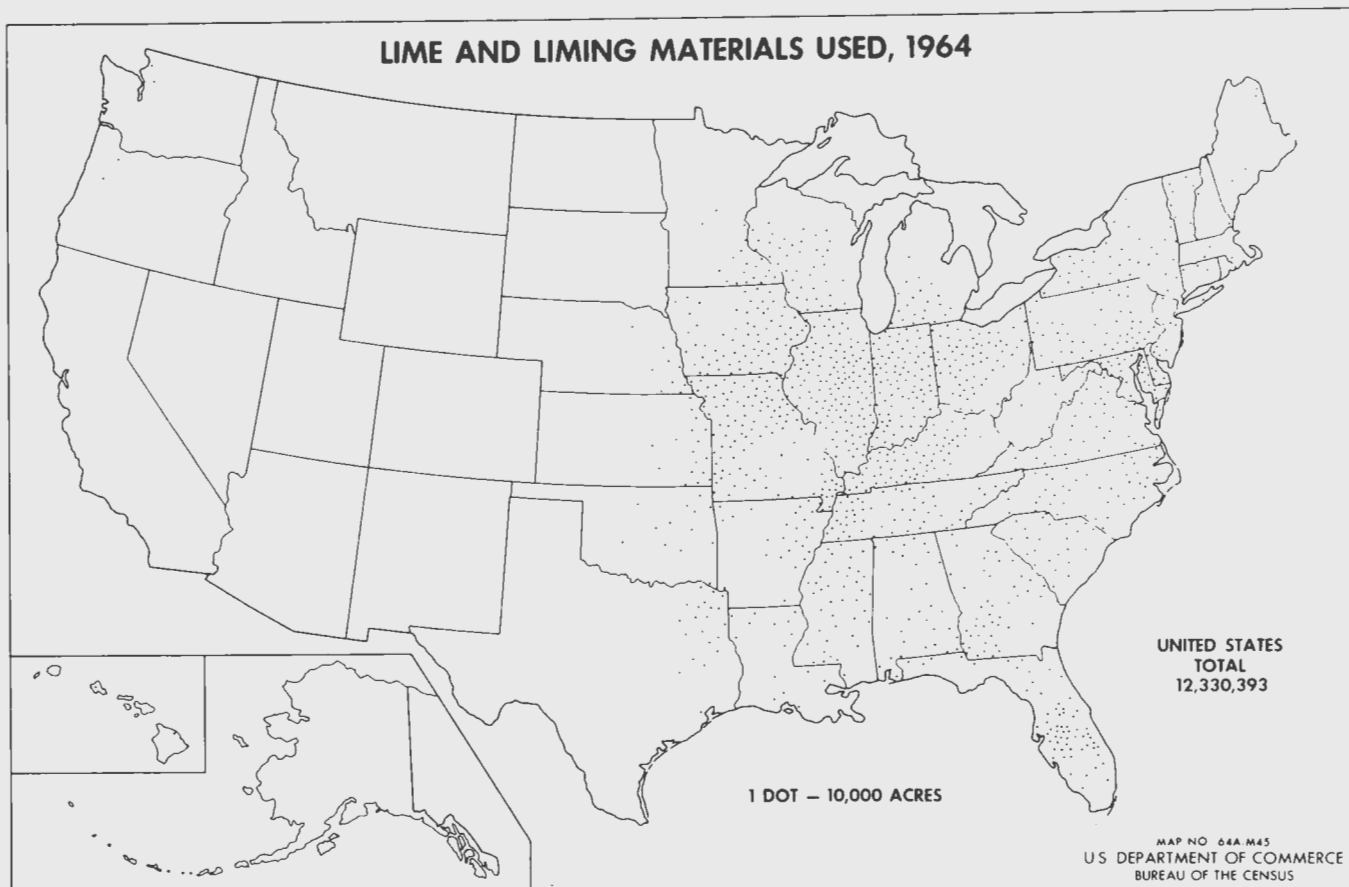 LIME AND LIMING MATERIALS USED, 1964
UNITED STATES
TOTAL
12,330,393
1 DOT – 10,000 ACRES
MAP NO 64A.M45
U S DEPARTMENT OF COMMERCE
BUREAU OF THE CENSUS